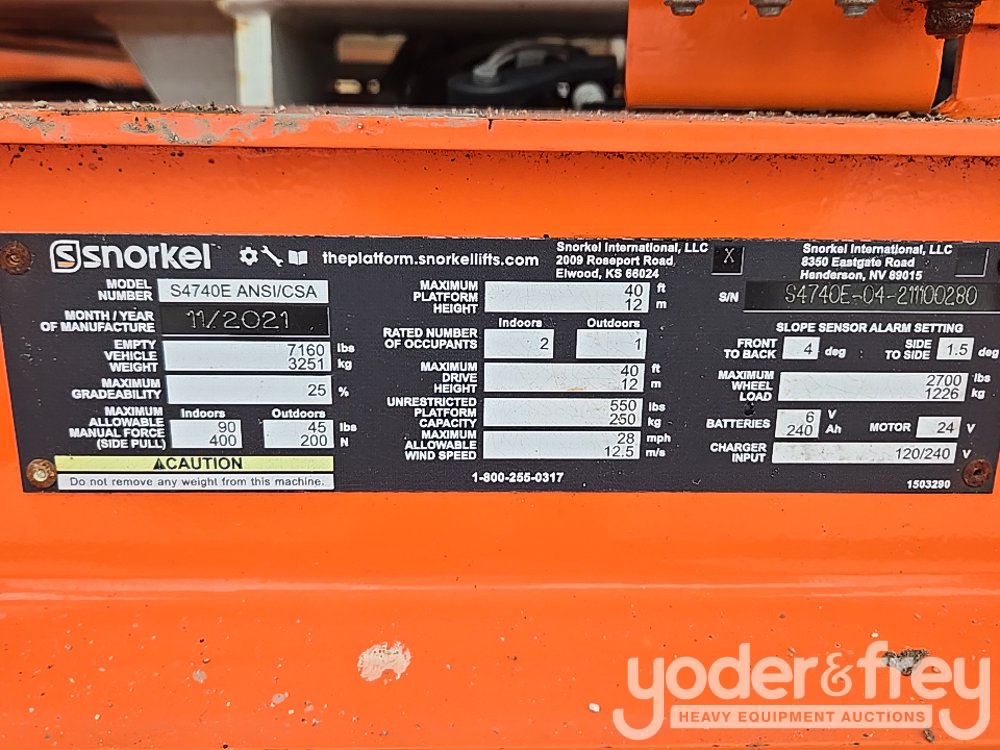 snorkel
theplatform.snorkellifts.com
Snorkel International, LLC
2009 Roseport Road,
Elwood, KS 66024
X
Snorkel International, LLC
8350 Eastgate Road
Henderson, NV 89015
MODEL
NUMBER
S4740E ANSI/CSA
MONTH / YEAR
OF MANUFACTURE
11/2021
EMPTY
VEHICLE
WEIGHT
7160 lbs
3251 kg
MAXIMUM
GRADEABILITY
25 %
MAXIMUM
ALLOWABLE
MANUAL FORCE
(SIDE PULL)
Indoors Outdoors
90 45 lbs
400 200 N
CAUTION
Do not remove any weight from this machine.
MAXIMUM
PLATFORM
HEIGHT
40 ft
12 m
Indoors Outdoors
RATED NUMBER
OF OCCUPANTS
2 1
MAXIMUM
DRIVE
HEIGHT
40 ft
12 m
UNRESTRICTED
PLATFORM
CAPACITY
550 lbs
250 kg
MAXIMUM
ALLOWABLE
WIND SPEED
28 mph
12.5 m/s
1-800-255-0317
S/N S4740E-04-211100280
SLOPE SENSOR ALARM SETTING
FRONT
TO BACK
4 deg
SIDE
TO SIDE
1.5 deg
MAXIMUM
WHEEL
LOAD
2700 lbs
1226 kg
BATTERIES
6 V
240 Ah
MOTOR 24 V
CHARGER
INPUT
120/240 V
1503290
yoder&frey
HEAVY EQUIPMENT AUCTIONS